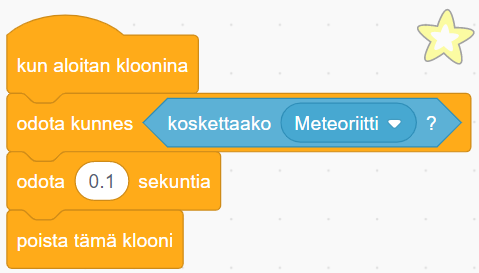 kun aloitan kloonina
odota kunnes koskettaako Meteoriitti ?
odota 0.1 sekuntia
poista tämä klooni